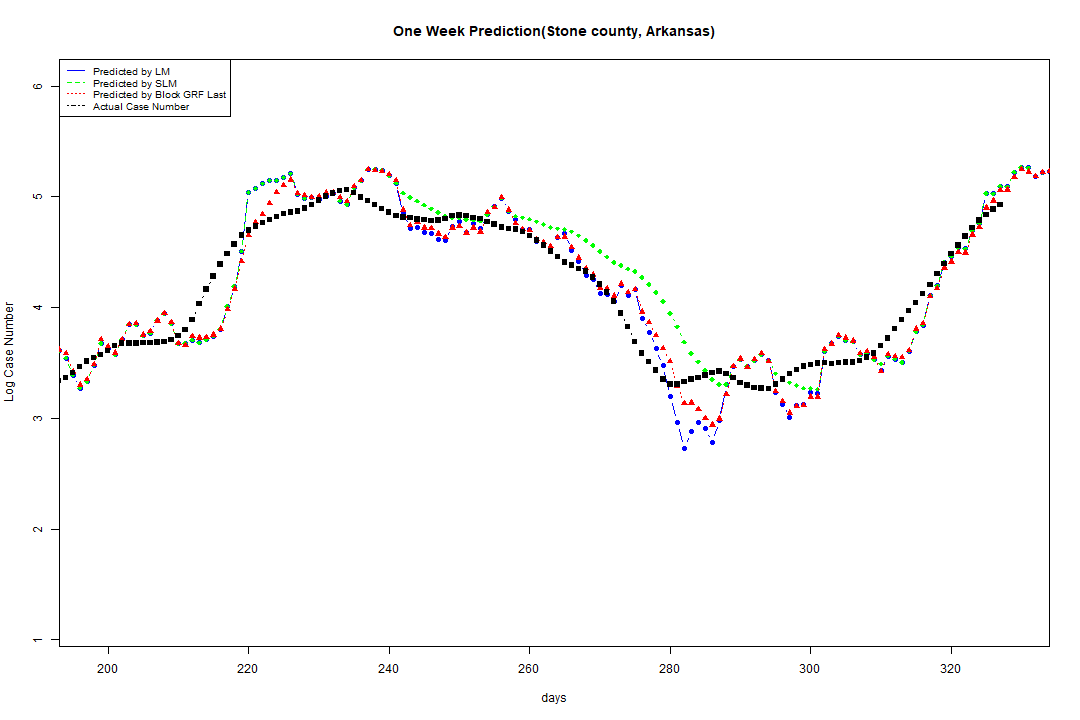 One Week Prediction(Stone county, Arkansas)
Predicted by LM
Predicted by SLM
Predicted by Block GRF Last
Actual Case Number
6
5
4
3
2
1
Log Case Number
200 220 240 260 280 300 320
days